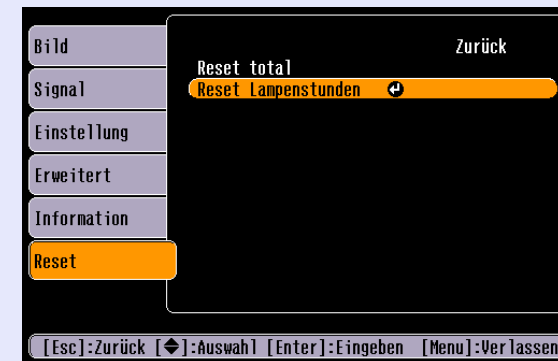 Bild
Signal
Einstellung
Erweitert
Information
Reset
Zurück
Reset total
Reset Lampenstunden
[Esc]:Zurück [◆]:Auswahl [Enter]:Eingeben [Menu]:Verlassen